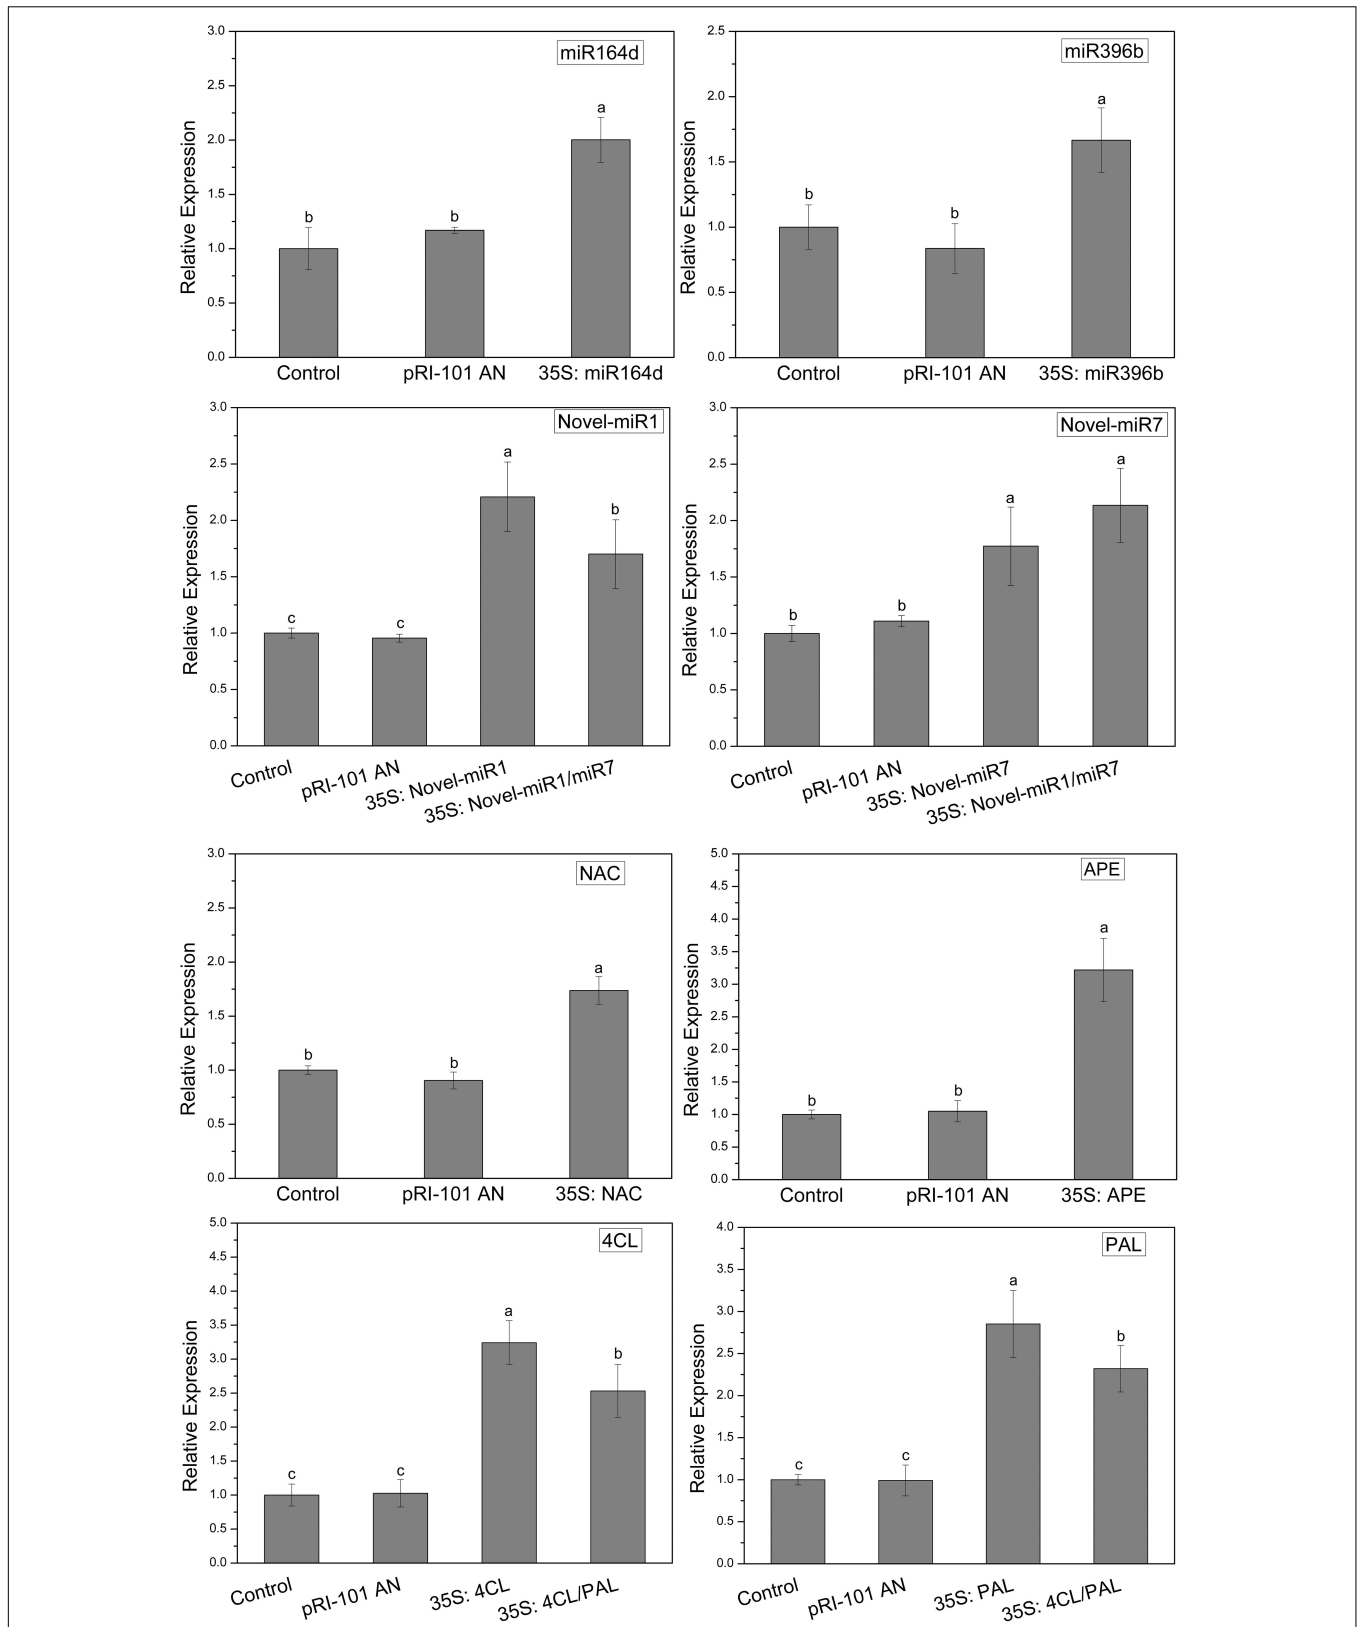 miR164d
Relative Expression
3.0
2.5
2.0
1.5
1.0
0.5
0.0
b
b
a
Control
pRI-101 AN
35S: miR164d
miR396b
Relative Expression
2.5
2.0
1.5
1.0
0.5
0.0
b
b
a
Control
pRI-101 AN
35S: miR396b
Novel-miR1
Relative Expression
3.0
2.5
2.0
1.5
1.0
0.5
0.0
c
c
a
b
Control
pRI-101 AN
35S: Novel-miR1
35S: Novel-miR1/miR7
Novel-miR7
Relative Expression
3.0
2.5
2.0
1.5
1.0
0.5
0.0
b
b
a
a
Control
pRI-101 AN
35S: Novel-miR7
35S: Novel-miR1/miR7
NAC
Relative Expression
3.0
2.5
2.0
1.5
1.0
0.5
0.0
b
b
a
Control
pRI-101 AN
35S: NAC
APE
Relative Expression
5.0
4.5
4.0
3.5
3.0
2.5
2.0
1.5
1.0
0.5
0.0
b
b
a
Control
pRI-101 AN
35S: APE
4CL
Relative Expression
5.0
4.5
4.0
3.5
3.0
2.5
2.0
1.5
1.0
0.5
0.0
c
c
a
b
Control
pRI-101 AN
35S: 4CL
35S: 4CL/PAL
PAL
Relative Expression
4.0
3.5
3.0
2.5
2.0
1.5
1.0
0.5
0.0
c
c
a
b
Control
pRI-101 AN
35S: PAL
35S: 4CL/PAL